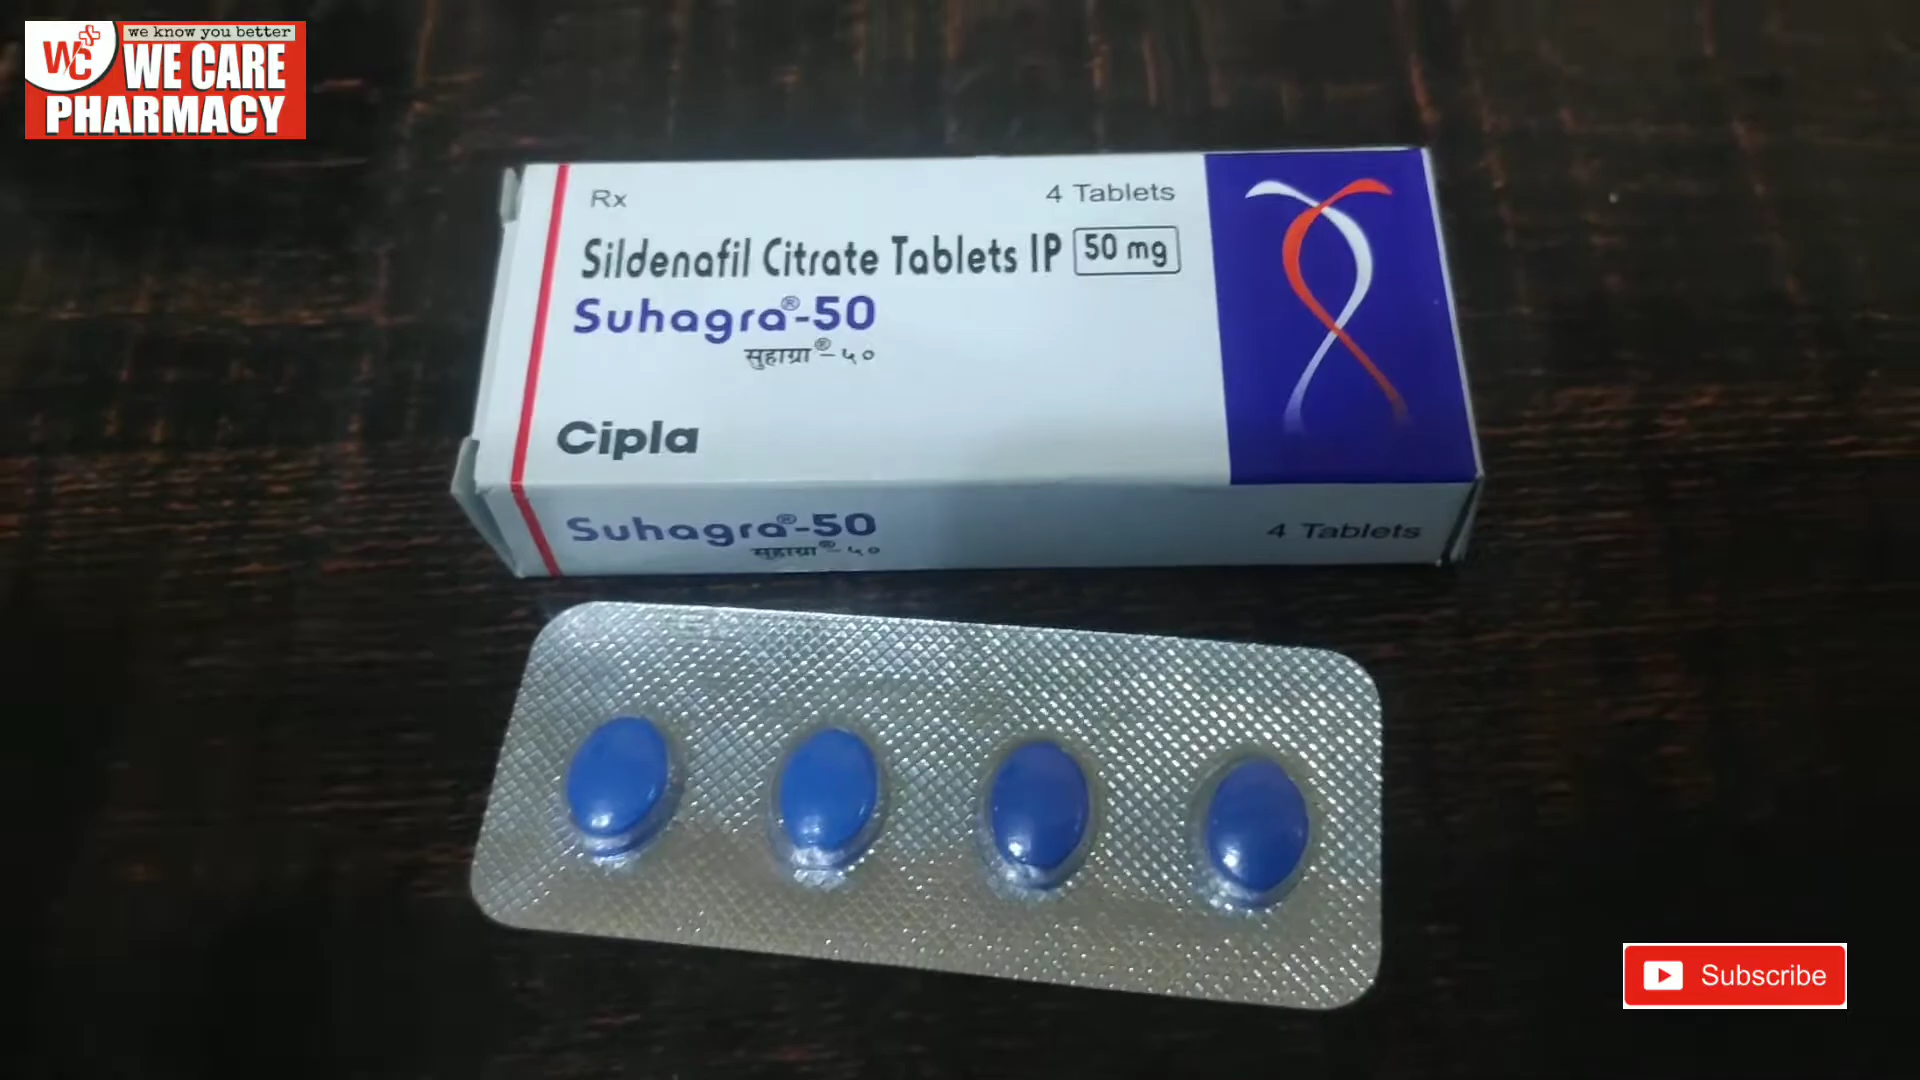 we know you better
WC WE CARE
PHARMACY
Rx
4 Tablets
Sildenafil Citrate Tablets IP 50 mg
Suhagra®-50
सुहाग्रा®-५०
Cipla
Suhagra®-50
सुहाग्रा®-५०
4 Tablets
Subscribe